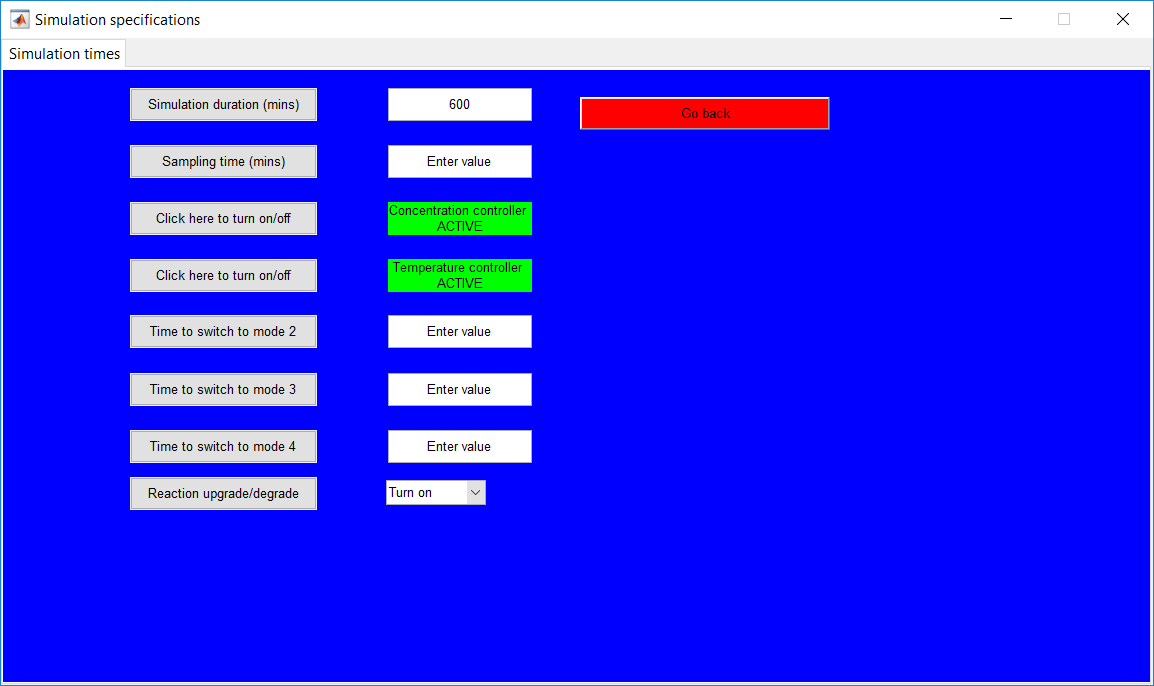 Simulation specifications
Simulation times
Simulation duration (mins)
600
Go back
Sampling time (mins)
Enter value
Click here to turn on/off
Concentration controller
ACTIVE
Click here to turn on/off
Temperature controller
ACTIVE
Time to switch to mode 2
Enter value
Time to switch to mode 3
Enter value
Time to switch to mode 4
Enter value
Reaction upgrade/degrade
Turn on